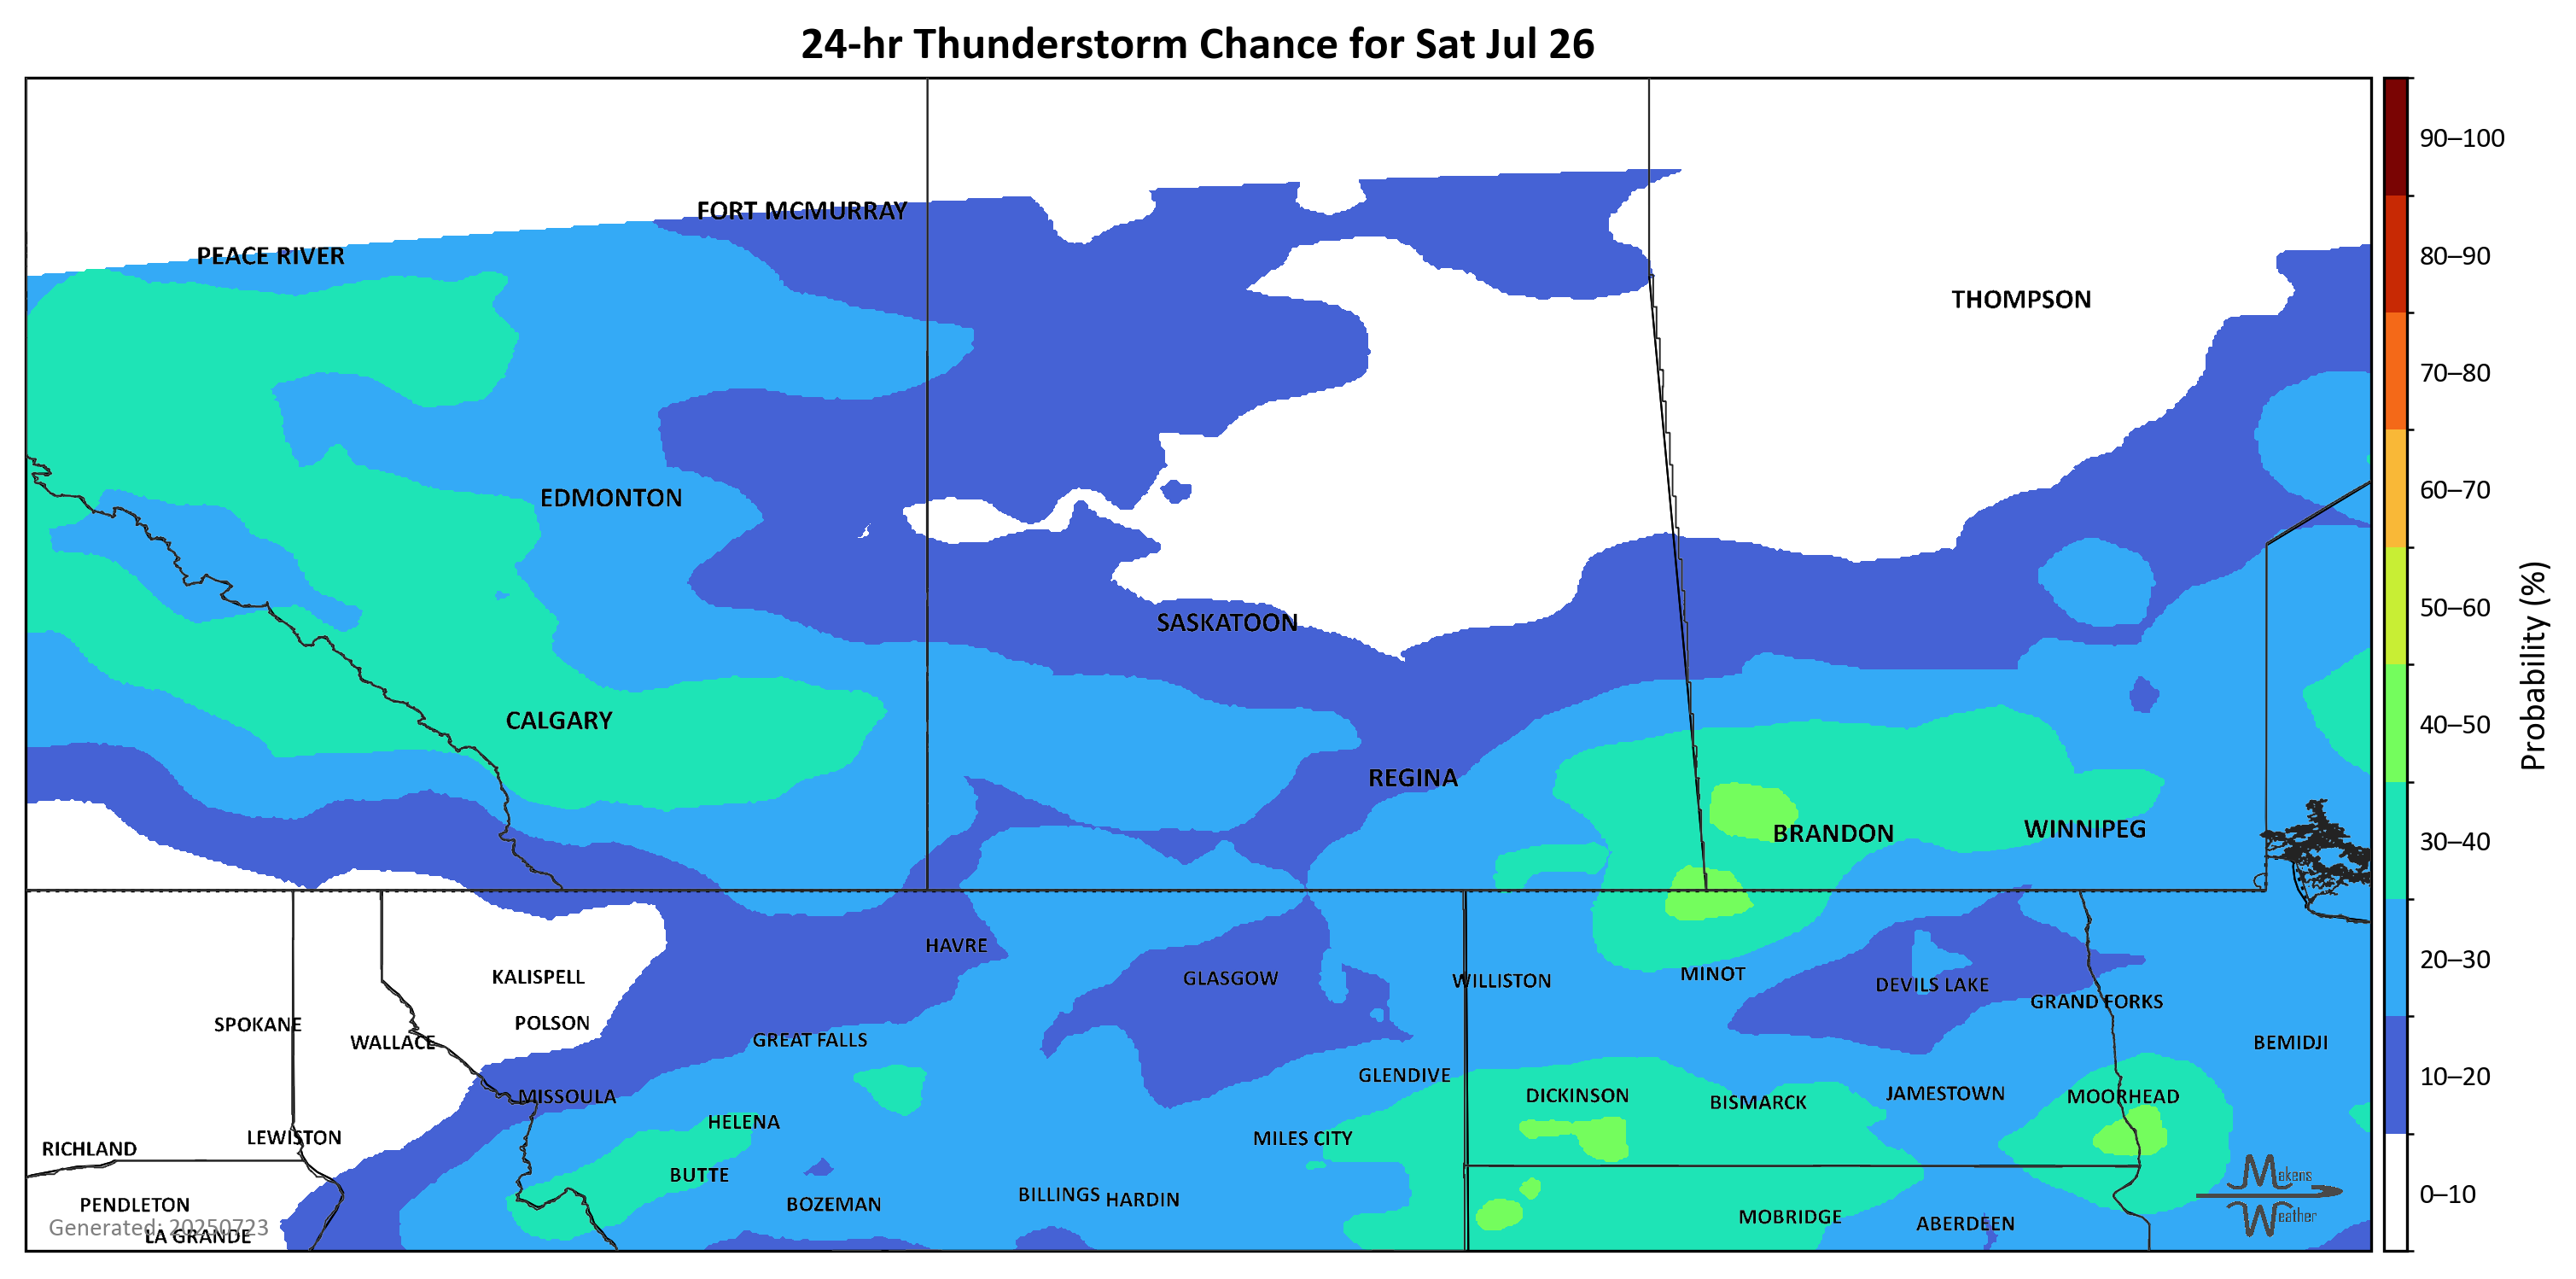 24-hr Thunderstorm Chance for Sat Jul 26
90–100
FORT MCMURRAY
PEACE RIVER
80–90
THOMPSON
70–80
60–70
EDMONTON
50–60
SASKATOON
CALGARY
40–50
Probability (%)
REGINA
WINNIPEG
BRANDON
30–40
HAVRE
20–30
KALISPELL
GLASGOW
WILLISTON
MINOT
DEVILS LAKE
GRAND FORKS
SPOKANE
POLSON
WALLACE
GREAT FALLS
BEMIDJI
GLENDIVE
10–20
MISSOULA
DICKINSON
BISMARCK
JAMESTOWN
MOORHEAD
HELENA
LEWISTON
MILES CITY
RICHLAND
BUTTE
Makens
0–10
PENDLETON
BOZEMAN
BILLINGS
HARDIN
MOBRIDGE
Weather
ABERDEEN
Generated: 20250723
LA GRANDE